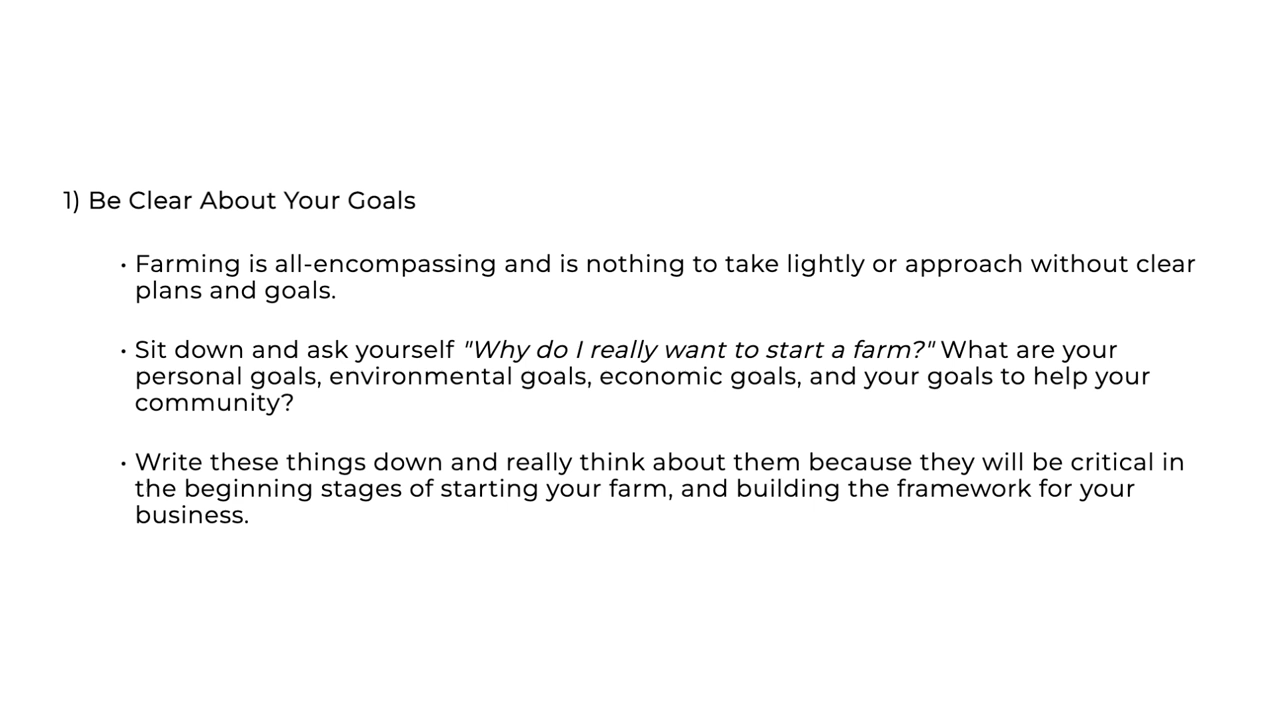 1) Be Clear About Your Goals
• Farming is all-encompassing and is nothing to take lightly or approach without clear
plans and goals.
• Sit down and ask yourself "Why do I really want to start a farm?" What are your
personal goals, environmental goals, economic goals, and your goals to help your
community?
• Write these things down and really think about them because they will be critical in
the beginning stages of starting your farm, and building the framework for your
business.